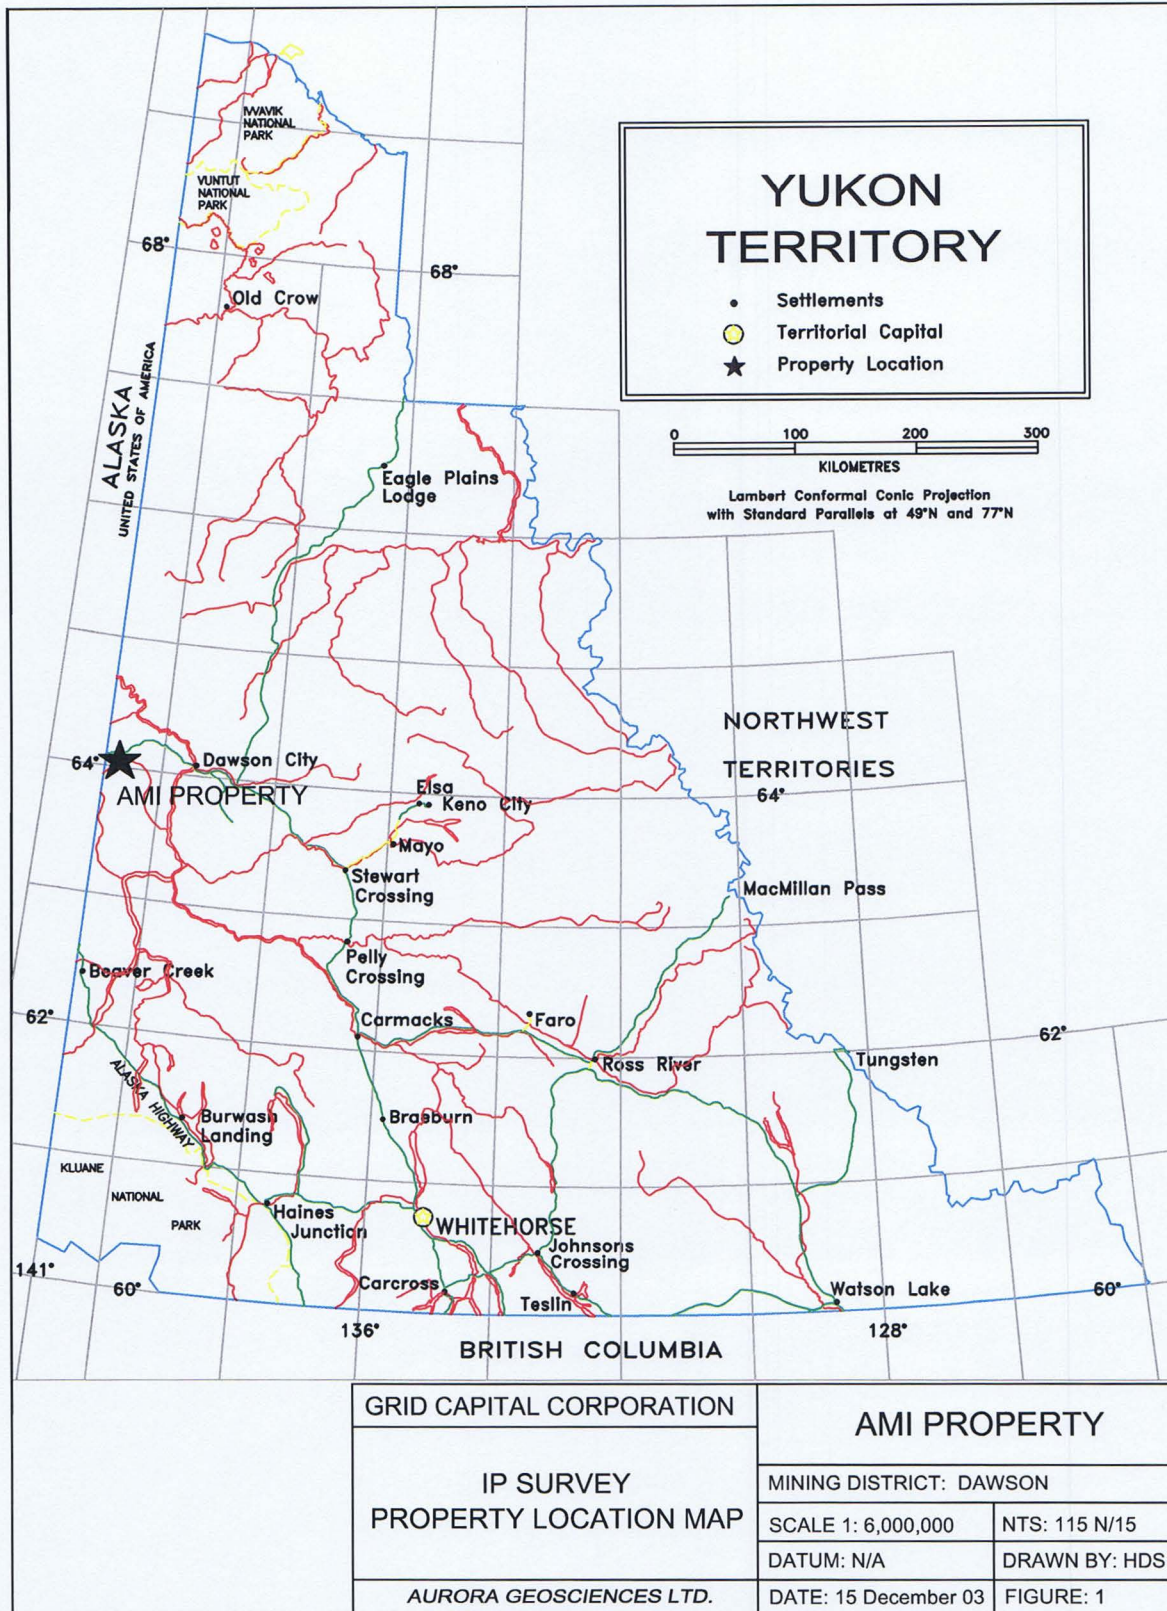 IVVAVIK
NATIONAL
PARK
VUNTUT
NATIONAL
PARK
YUKON
TERRITORY
Settlements
Territorial Capital
Property Location
68°
68°
Old Crow
ALASKA
UNITED STATES OF AMERICA
0 100 200 300
KILOMETRES
Lambert Conformal Conic Projection
with Standard Parallels at 49°N and 77°N
Eagle Plains
Lodge
NORTHWEST
TERRITORIES
64°
Dawson City
AMI PROPERTY
64°
Elsa
Keno City
Mayo
Stewart
Crossing
MacMillan Pass
Pelly
Crossing
Beaver Creek
62°
Carmacks
Faro
62°
Ross River
Tungsten
ALASKA HIGHWAY
Burwash
Landing
Braeburn
KLUANE
NATIONAL
PARK
Haines
Junction
WHITEHORSE
Johnsons
Crossing
141°
60°
Carcross
Teslin
Watson Lake
60°
136°
128°
BRITISH COLUMBIA
GRID CAPITAL CORPORATION
IP SURVEY
PROPERTY LOCATION MAP
AURORA GEOSCIENCES LTD.
AMI PROPERTY
MINING DISTRICT: DAWSON
SCALE 1: 6,000,000
NTS: 115 N/15
DATUM: N/A
DRAWN BY: HDS
DATE: 15 December 03
FIGURE: 1